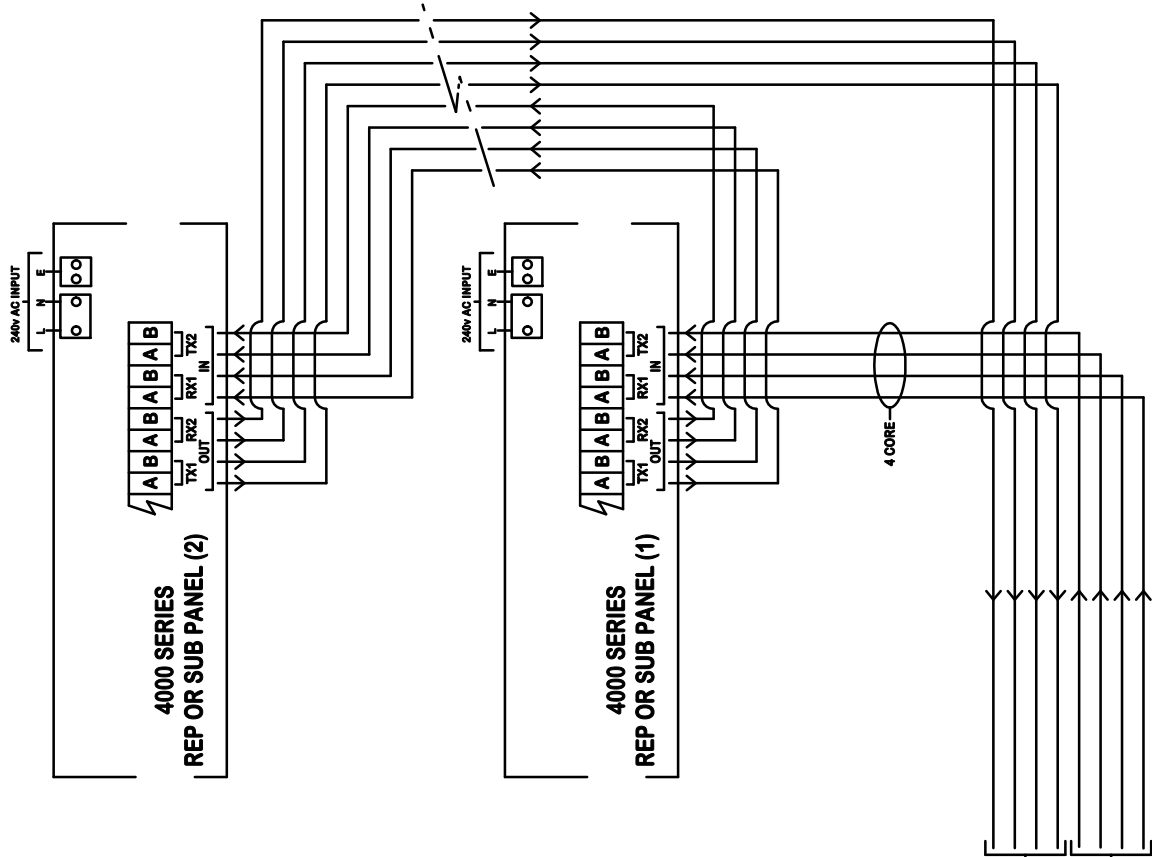 240v AC INPUT
L N E
A B A B A B A B
TX1 RX2 RX1 TX2
OUT IN
4000 SERIES
REP OR SUB PANEL (2)
240v AC INPUT
L N E
A B A B A B A B
TX1 RX2 RX1 TX2
OUT IN
4000 SERIES
REP OR SUB PANEL (1)
4 CORE